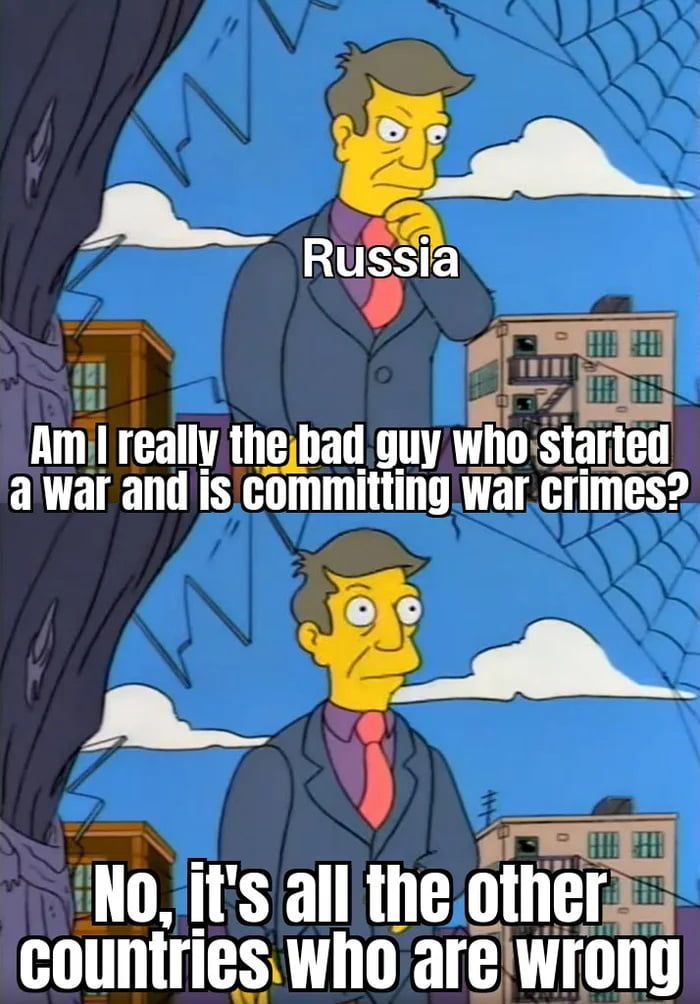 Russia
Am I really the bad guy who started
a war and is committing war crimes?
No, it's all the other
countries who are wrong